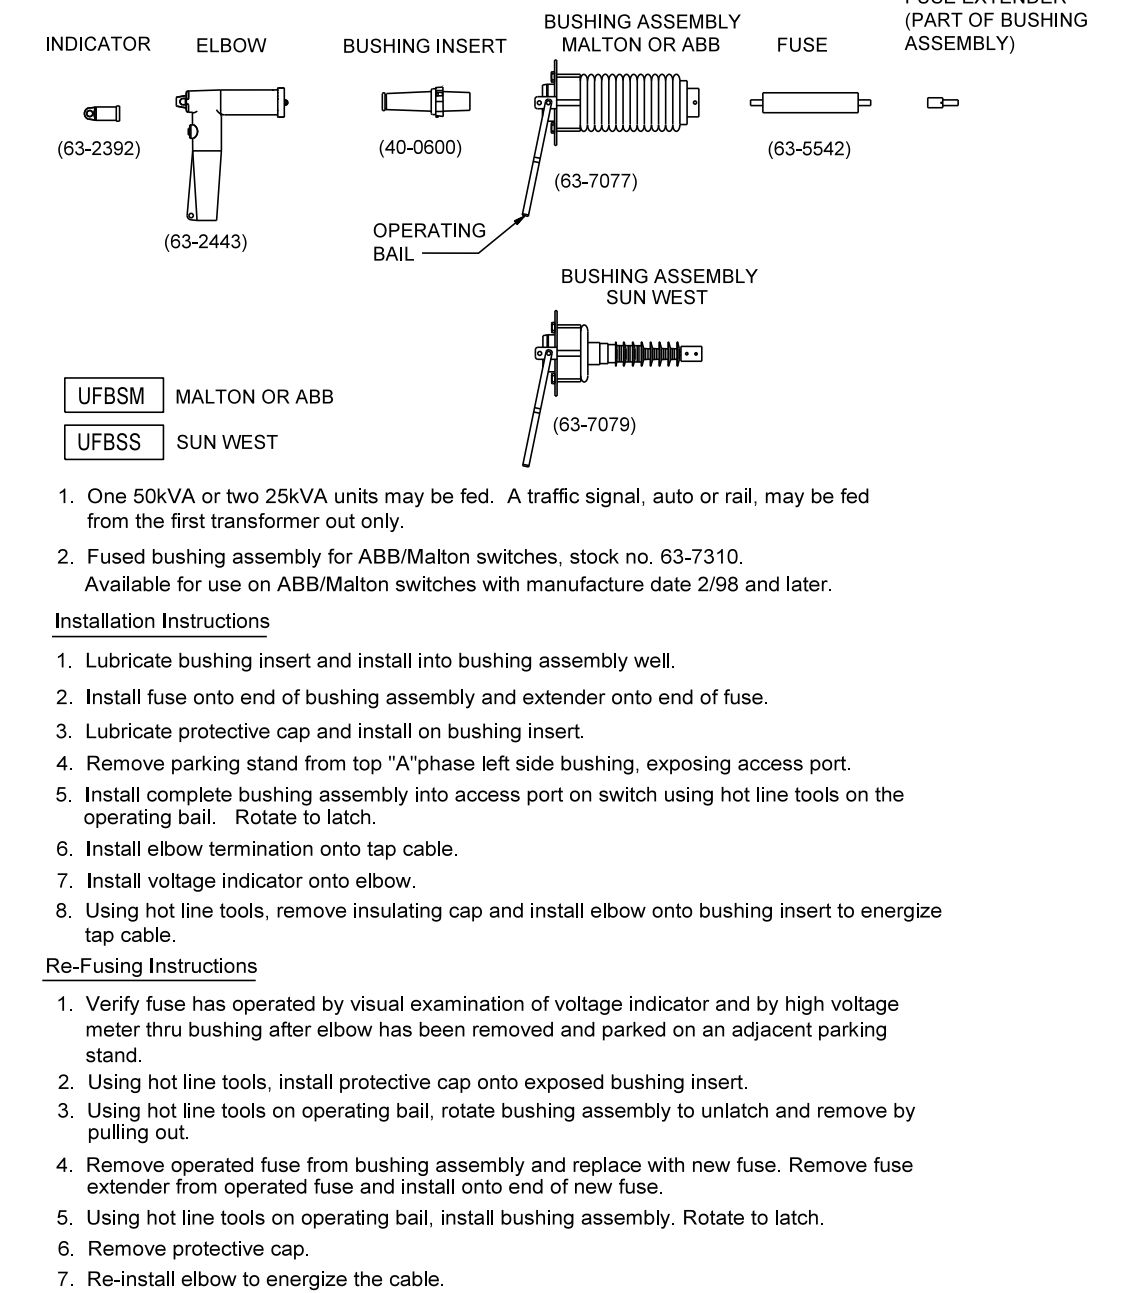 FUSE EXTENDER
(PART OF BUSHING
ASSEMBLY)
BUSHING ASSEMBLY
MALTON OR ABB
INDICATOR
ELBOW
BUSHING INSERT
FUSE
(63-2392)
(40-0600)
(63-5542)
(63-7077)
(63-2443)
OPERATING
BAIL
BUSHING ASSEMBLY
SUN WEST
(63-7079)
UFBSM MALTON OR ABB
UFBSS SUN WEST
1. One 50kVA or two 25kVA units may be fed. A traffic signal, auto or rail, may be fed
from the first transformer out only.
2. Fused bushing assembly for ABB/Malton switches, stock no. 63-7310.
Available for use on ABB/Malton switches with manufacture date 2/98 and later.
Installation Instructions
1. Lubricate bushing insert and install into bushing assembly well.
2. Install fuse onto end of bushing assembly and extender onto end of fuse.
3. Lubricate protective cap and install on bushing insert.
4. Remove parking stand from top "A"phase left side bushing, exposing access port.
5. Install complete bushing assembly into access port on switch using hot line tools on the
operating bail. Rotate to latch.
6. Install elbow termination onto tap cable.
7. Install voltage indicator onto elbow.
8. Using hot line tools, remove insulating cap and install elbow onto bushing insert to energize
tap cable.
Re-Fusing Instructions
1. Verify fuse has operated by visual examination of voltage indicator and by high voltage
meter thru bushing after elbow has been removed and parked on an adjacent parking
stand.
2. Using hot line tools, install protective cap onto exposed bushing insert.
3. Using hot line tools on operating bail, rotate bushing assembly to unlatch and remove by
pulling out.
4. Remove operated fuse from bushing assembly and replace with new fuse. Remove fuse
extender from operated fuse and install onto end of new fuse.
5. Using hot line tools on operating bail, install bushing assembly. Rotate to latch.
6. Remove protective cap.
7. Re-install elbow to energize the cable.